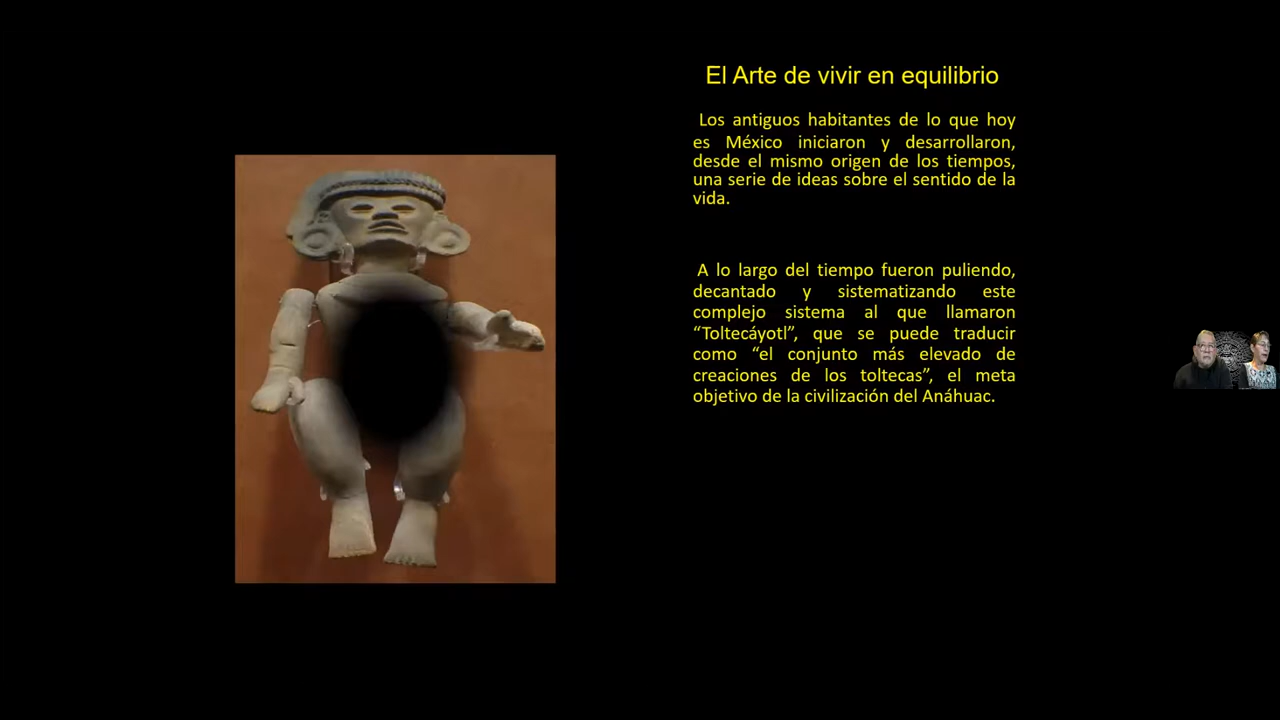 El Arte de vivir en equilibrio
Los antiguos habitantes de lo que hoy
es México iniciaron y desarrollaron,
desde el mismo origen de los tiempos,
una serie de ideas sobre el sentido de la
vida.
A lo largo del tiempo fueron puliendo,
decantado y sistematizando este
complejo sistema al que llamaron
“Toltecáyotl”, que se puede traducir
como “el conjunto más elevado de
creaciones de los toltecas”, el meta
objetivo de la civilización del Anáhuac.